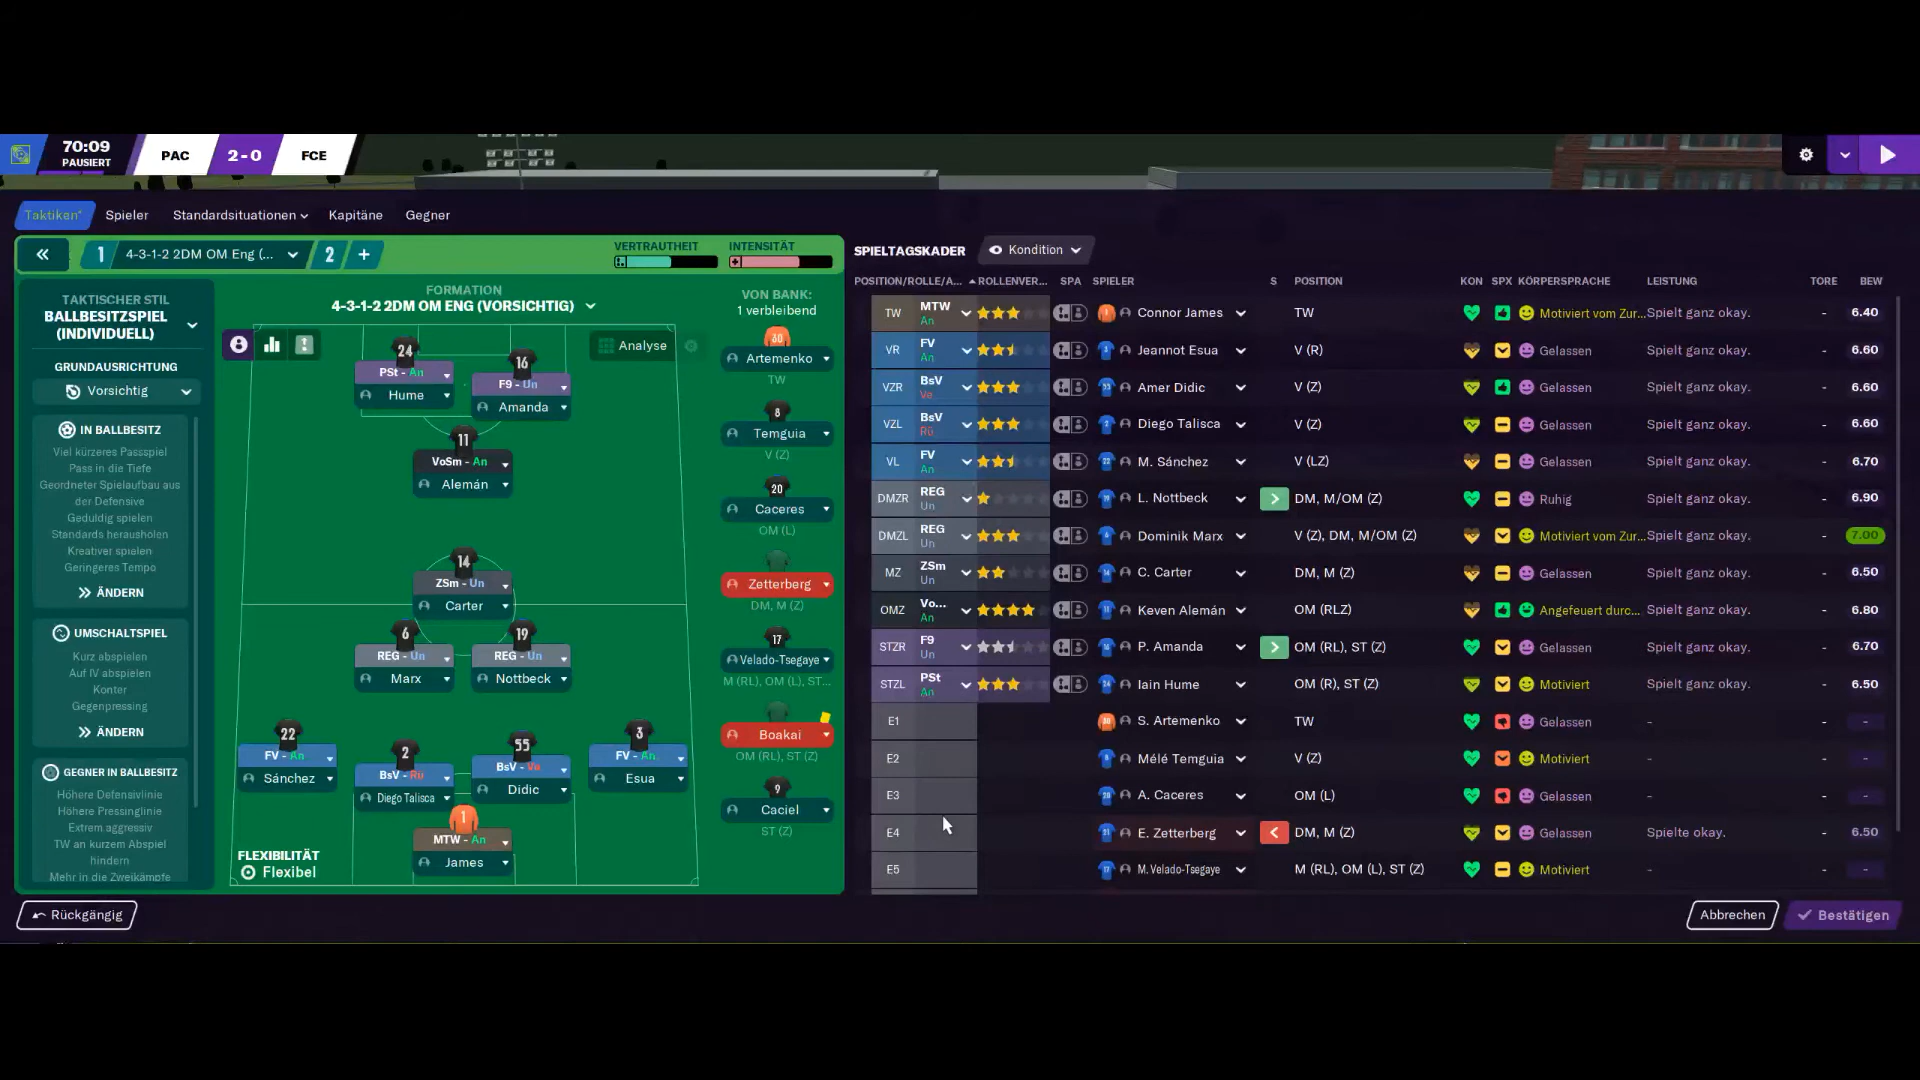 70:09
PAUSIERT
PAC
2-0
FCE
Taktiken*
Spieler
Standardsituationen
Kapitäne
Gegner
1
4-3-1-2 2DM OM Eng (...
2
+
VERTRAUTHEIT
INTENSITÄT
TAKTISCHER STIL
BALLBESITZSPIEL
(INDIVIDUELL)
GRUNDAUSRICHTUNG
Vorsichtig
IN BALLBESITZ
Viel kürzeres Passspiel
Pass in die Tiefe
Geordneter Spielaufbau aus
der Defensive
Geduldig spielen
Standards herausholen
Kreativer spielen
Geringeres Tempo
ÄNDERN
UMSCHALTSPIEL
Kurz abspielen
Auf IV abspielen
Konter
Gegenpressing
ÄNDERN
GEGNER IN BALLBESITZ
Höhere Defensivlinie
Höhere Pressinglinie
Extrem aggressiv
TW an kurzem Abspiel
hindern
Mehr in die Zweikämpfe
FORMATION
4-3-1-2 2DM OM ENG (VORSICHTIG)
Analyse
24
PSt - An
Hume
16
F9 - Un
Amanda
11
VoSm - An
Alemán
14
ZSm - Un
Carter
6
REG - Un
Marx
19
REG - Un
Nottbeck
22
FV - An
Sánchez
2
BsV - Rü
Diego Talisca
55
BsV - Ve
Didic
3
FV - An
Esua
1
MTW - An
James
FLEXIBILITÄT
Flexibel
VON BANK:
1 verbleibend
Artemenko
TW
8
Temguia
V (Z)
20
Caceres
OM (L)
Zetterberg
DM, M (Z)
17
Velado-Tsegaye
M (RL), OM (L), ST...
Boakai
OM (RL), ST (Z)
9
Caciel
ST (Z)
SPIELTAGSKADER
Kondition
POSITION/ROLLE/A... ROLLENVER... SPA SPIELER S POSITION KON SPX KÖRPERSPRACHE LEISTUNG TORE BEW
TW MTW An Connor James TW Motiviert vom Zur... Spielt ganz okay. - 6.40
VR FV An Jeannot Esua V (R) Gelassen Spielt ganz okay. - 6.60
VZR BsV Ve Amer Didic V (Z) Gelassen Spielt ganz okay. - 6.60
VZL BsV Rü Diego Talisca V (Z) Gelassen Spielt ganz okay. - 6.60
VL FV An M. Sánchez V (LZ) Gelassen Spielt ganz okay. - 6.70
DMZR REG Un L. Nottbeck DM, M/OM (Z) Ruhig Spielt ganz okay. - 6.90
DMZL REG Un Dominik Marx V (Z), DM, M/OM (Z) Motiviert vom Zur... Spielt ganz okay. - 7.00
MZ ZSm Un C. Carter DM, M (Z) Gelassen Spielt ganz okay. - 6.50
OMZ Vo... An Keven Alemán OM (RLZ) Angefeuert durc... Spielt ganz okay. - 6.80
STZR F9 Un P. Amanda OM (RL), ST (Z) Gelassen Spielt ganz okay. - 6.70
STZL PSt An Iain Hume OM (R), ST (Z) Motiviert Spielt ganz okay. - 6.50
E1 S. Artemenko TW Gelassen - - -
E2 Mélé Temguia V (Z) Motiviert - - -
E3 A. Caceres OM (L) Gelassen - - -
E4 E. Zetterberg DM, M (Z) Gelassen Spielte okay. - 6.50
E5 M. Velado-Tsegaye M (RL), OM (L), ST (Z) Motiviert - - -
Rückgängig
Abbrechen
Bestätigen